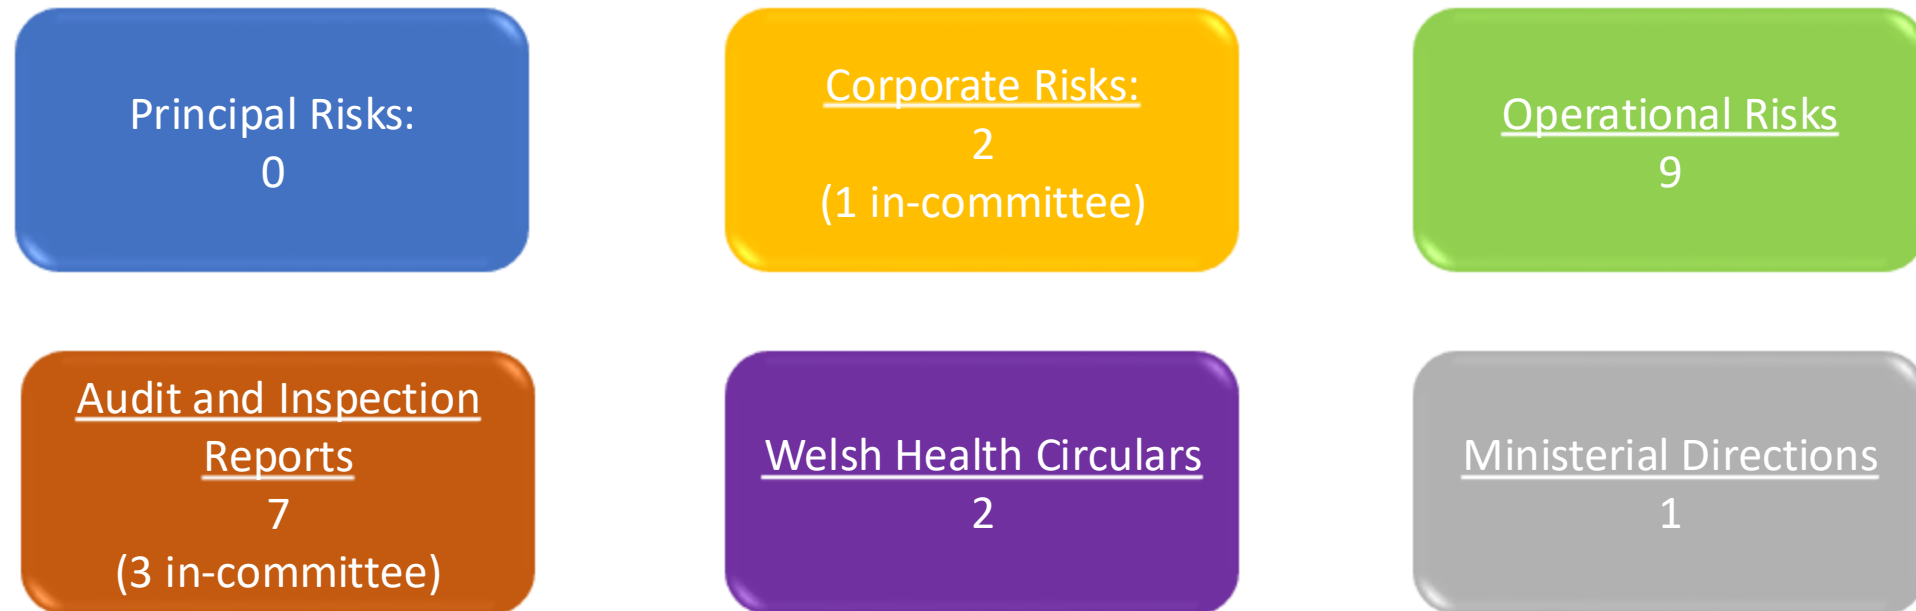 Principal Risks:
0
Corporate Risks:
2
(1 in-committee)
Operational Risks
9
Audit and Inspection
Reports
7
(3 in-committee)
Welsh Health Circulars
2
Ministerial Directions
1